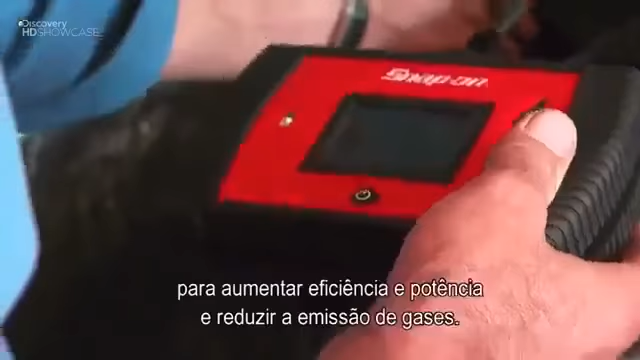 Discovery
HD SHOWCASE
Snap-on
para aumentar eficiência e potência
e reduzir a emissão de gases.